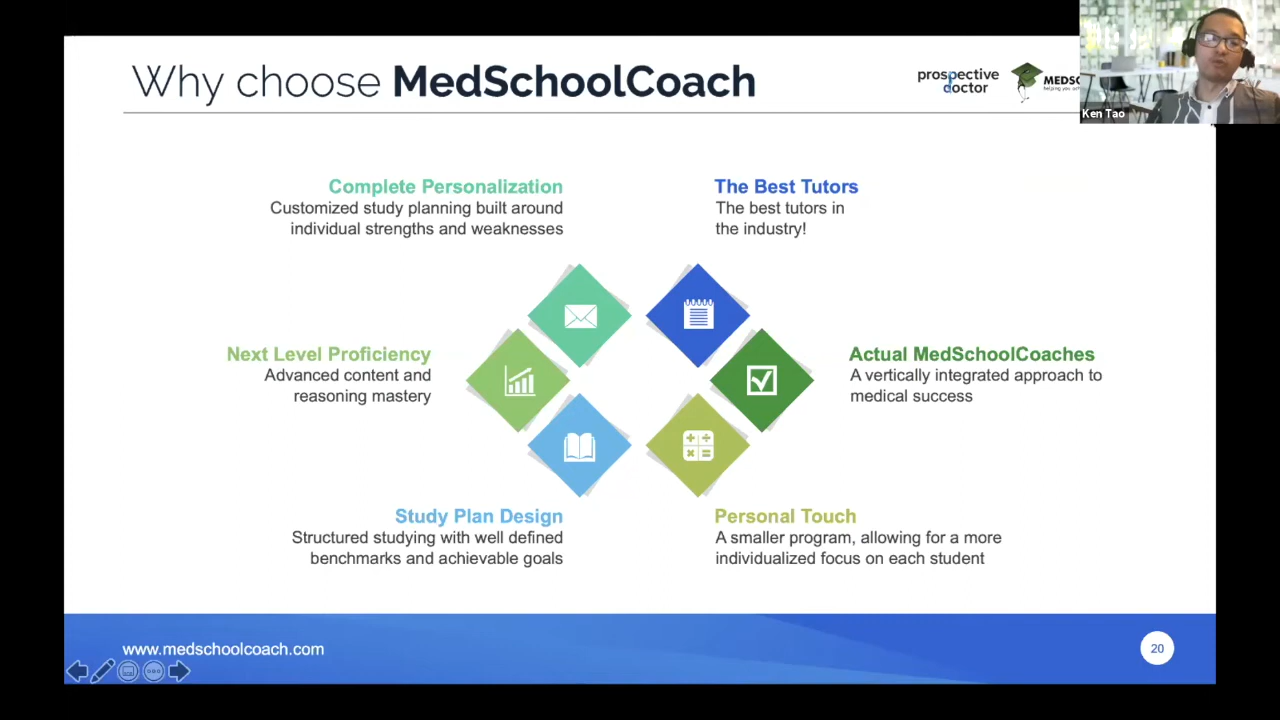 Why choose MedSchoolCoach
prospective
doctor
helping you
Ken Tao
Complete Personalization
Customized study planning built around
individual strengths and weaknesses
The Best Tutors
The best tutors in
the industry!
Next Level Proficiency
Advanced content and
reasoning mastery
Actual MedSchoolCoaches
A vertically integrated approach to
medical success
Study Plan Design
Structured studying with well defined
benchmarks and achievable goals
Personal Touch
A smaller program, allowing for a more
individualized focus on each student
www.medschoolcoach.com
20